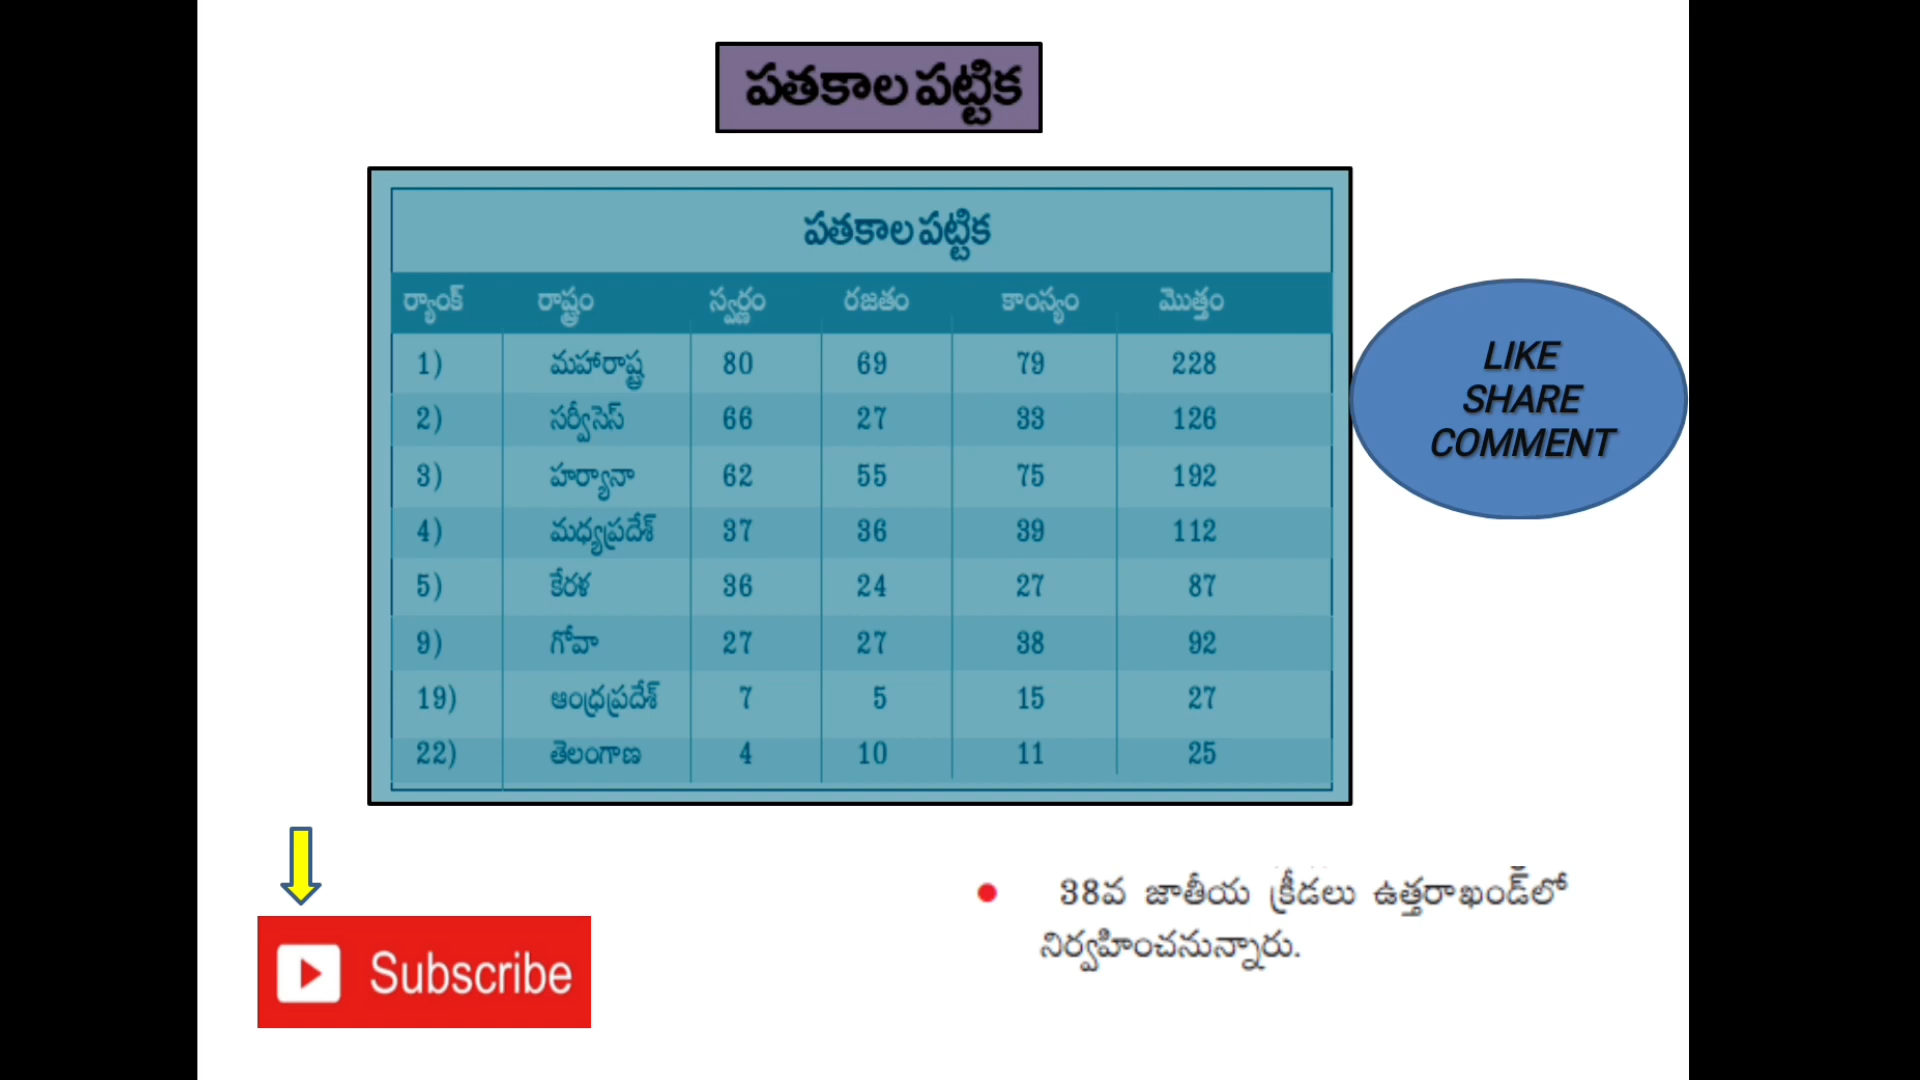 పతకాల పట్టిక
పతకాల పట్టిక
ర్యాంక్ రాష్ట్రం స్వర్ణం రజతం కాంస్యం మొత్తం
1) మహారాష్ట్ర 80 69 79 228
2) సర్వీసెస్ 66 27 33 126
3) హర్యానా 62 55 75 192
4) మధ్యప్రదేశ్ 37 36 39 112
5) కేరళ 36 24 27 87
9) గోవా 27 27 38 92
19) ఆంధ్రప్రదేశ్ 7 5 15 27
22) తెలంగాణ 4 10 11 25
LIKE
SHARE
COMMENT
38వ జాతీయ క్రీడలు ఉత్తరాఖండ్‌లో
నిర్వహించనున్నారు.
Subscribe